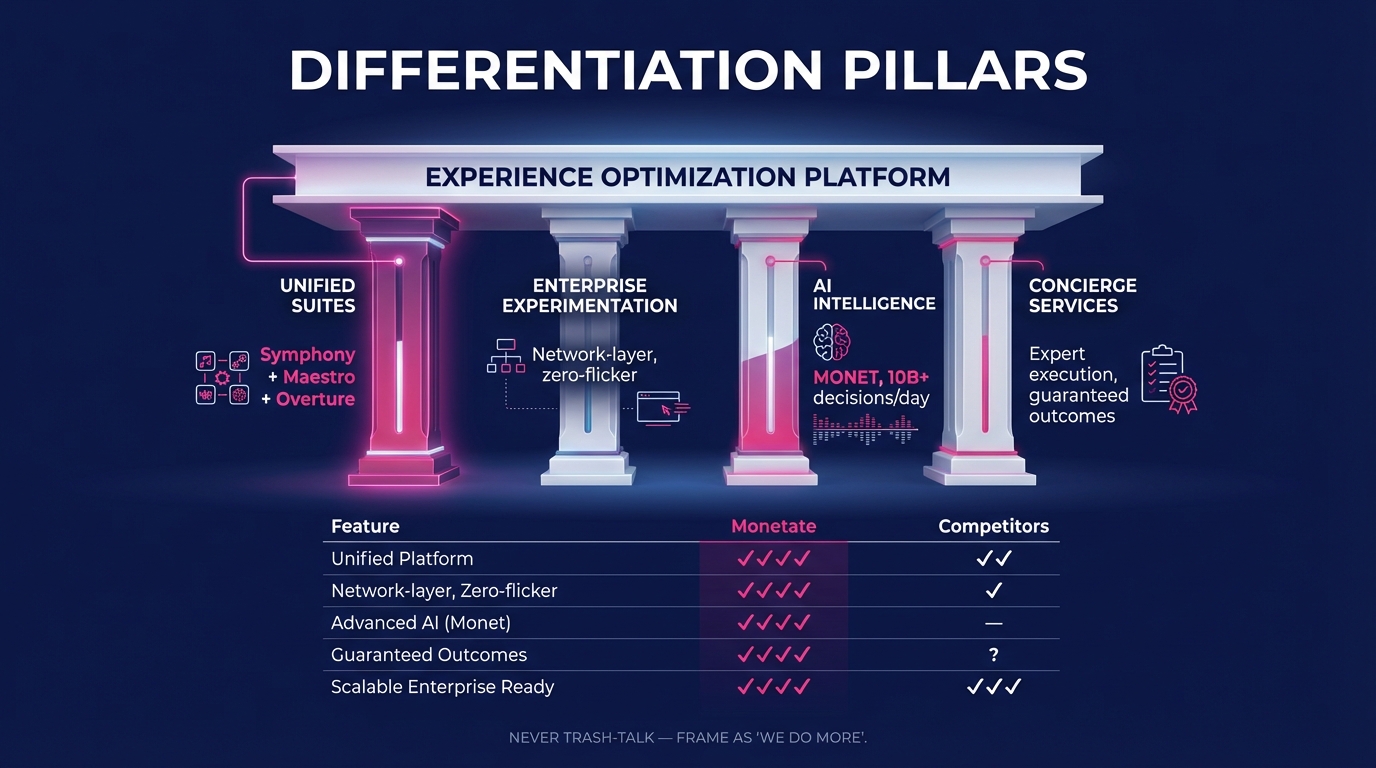 DIFFERENTIATION PILLARS
EXPERIENCE OPTIMIZATION PLATFORM
UNIFIED
SUITES
Symphony
+ Maestro
+ Overture
ENTERPRISE
EXPERIMENTATION
Network-layer,
zero-flicker
AI
INTELLIGENCE
MONET, 10B+
decisions/day
CONCIERGE
SERVICES
Expert
execution,
guaranteed
outcomes
Feature Monetate Competitors
Unified Platform ✓✓✓✓ ✓✓
Network-layer, Zero-flicker ✓✓✓✓ ✓
Advanced AI (Monet) ✓✓✓✓ —
Guaranteed Outcomes ✓✓✓✓ ?
Scalable Enterprise Ready ✓✓✓✓ ✓✓✓
NEVER TRASH-TALK — FRAME AS 'WE DO MORE'.